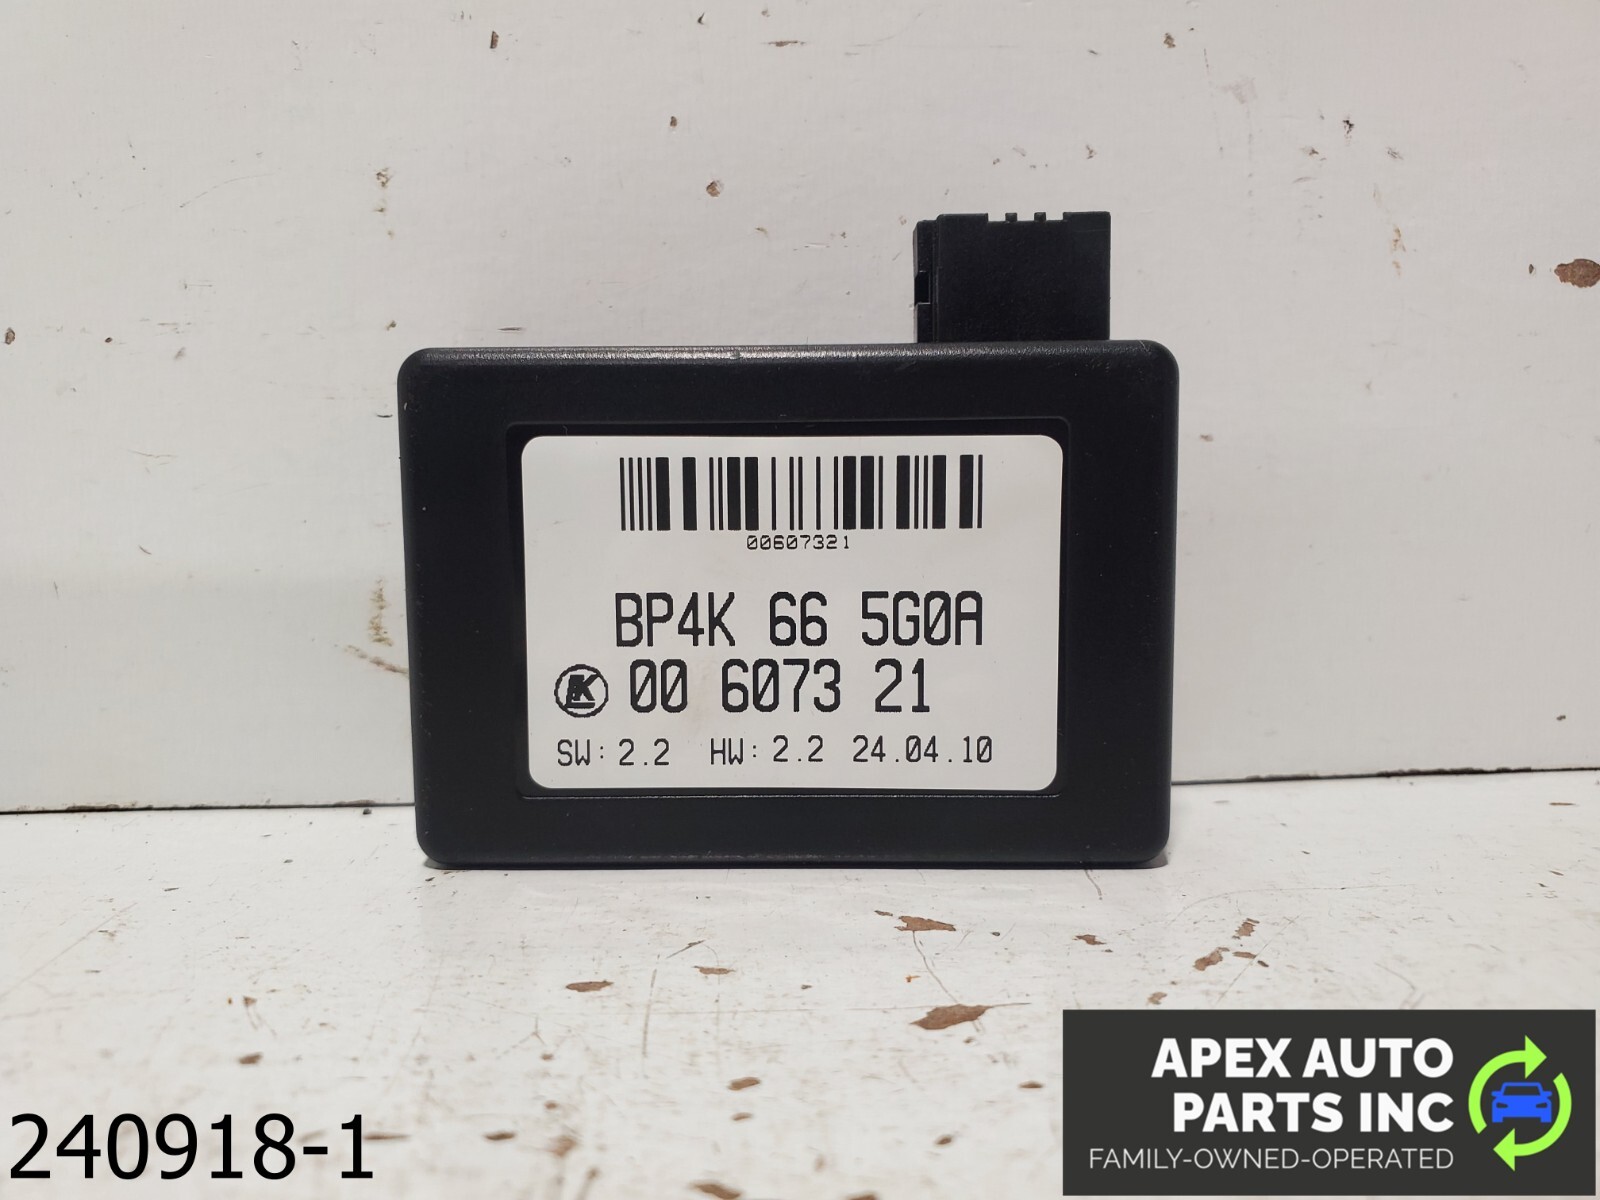 00607321
BP4K 66 5G0A
AK 00 6073 21
SW: 2.2 HW: 2.2 24.04.10
240918-1
APEX AUTO
PARTS INC
FAMILY-OWNED-OPERATED